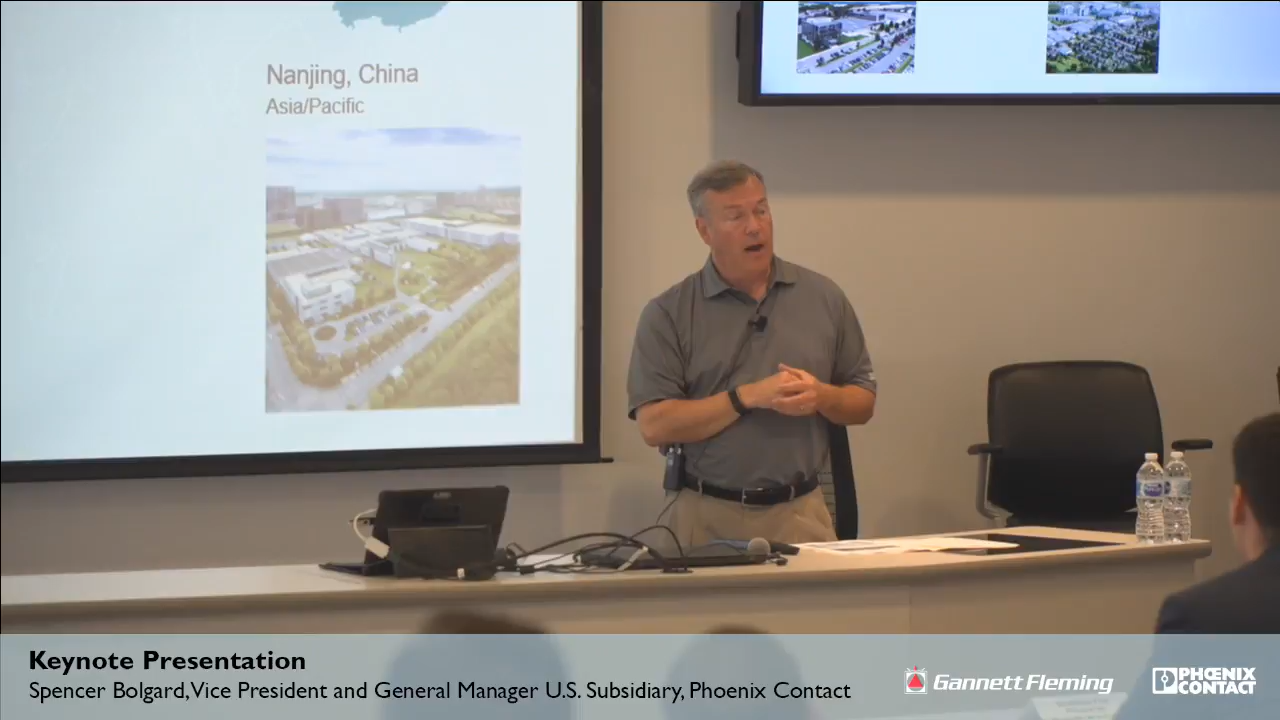 Nanjing, China
Asia/Pacific
Keynote Presentation
Spencer Bolgard, Vice President and General Manager U.S. Subsidiary, Phoenix Contact
Gannett Fleming
PHŒNIX
CONTACT